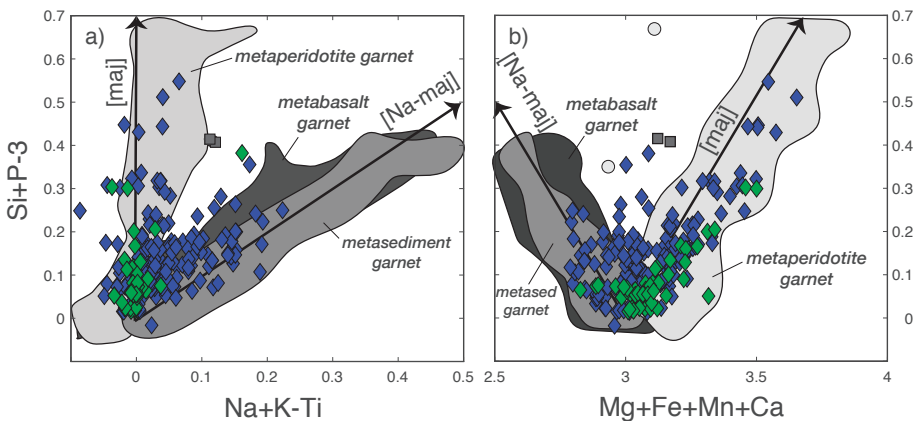 a)
metaperidotite garnet
[maj]
metabasalt
garnet
[Na-maj]
metasediment
garnet
Si+P-3
0.7
0.6
0.5
0.4
0.3
0.2
0.1
0
0
0.1
0.2
0.3
0.4
0.5
Na+K-Ti
b)
[Na-maj]
metabasalt
garnet
[maj]
metased
garnet
metaperidotite
garnet
0.7
0.6
0.5
0.4
0.3
0.2
0.1
0
2.5
3
3.5
4
Mg+Fe+Mn+Ca